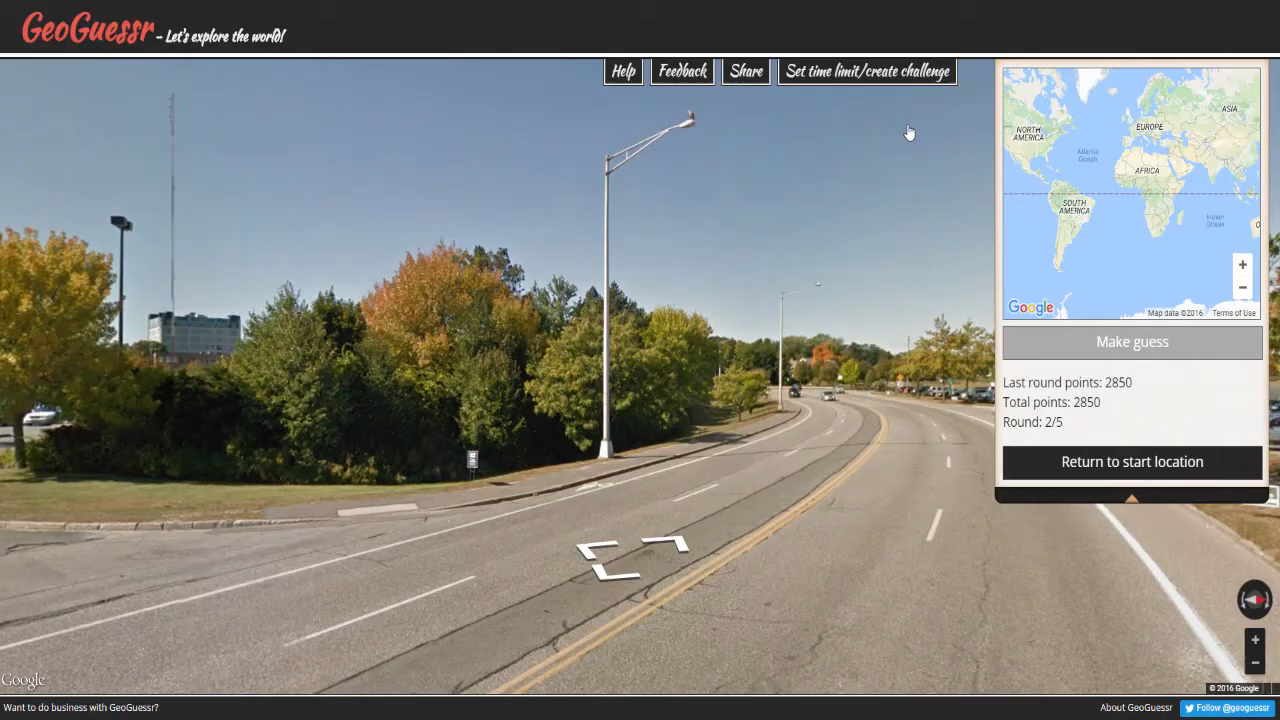 GeoGuessr - Let's explore the world!
Help
Feedback
Share
Set time limit/create challenge
NORTH AMERICA
Atlantic Ocean
EUROPE
ASIA
AFRICA
SOUTH AMERICA
Indian Ocean
O
+
−
Google
Map data ©2016
Terms of Use
Make guess
Last round points: 2850
Total points: 2850
Round: 2/5
Return to start location
+
−
Google
© 2016 Google
Want to do business with GeoGuessr?
About GeoGuessr
Follow @geoguessr